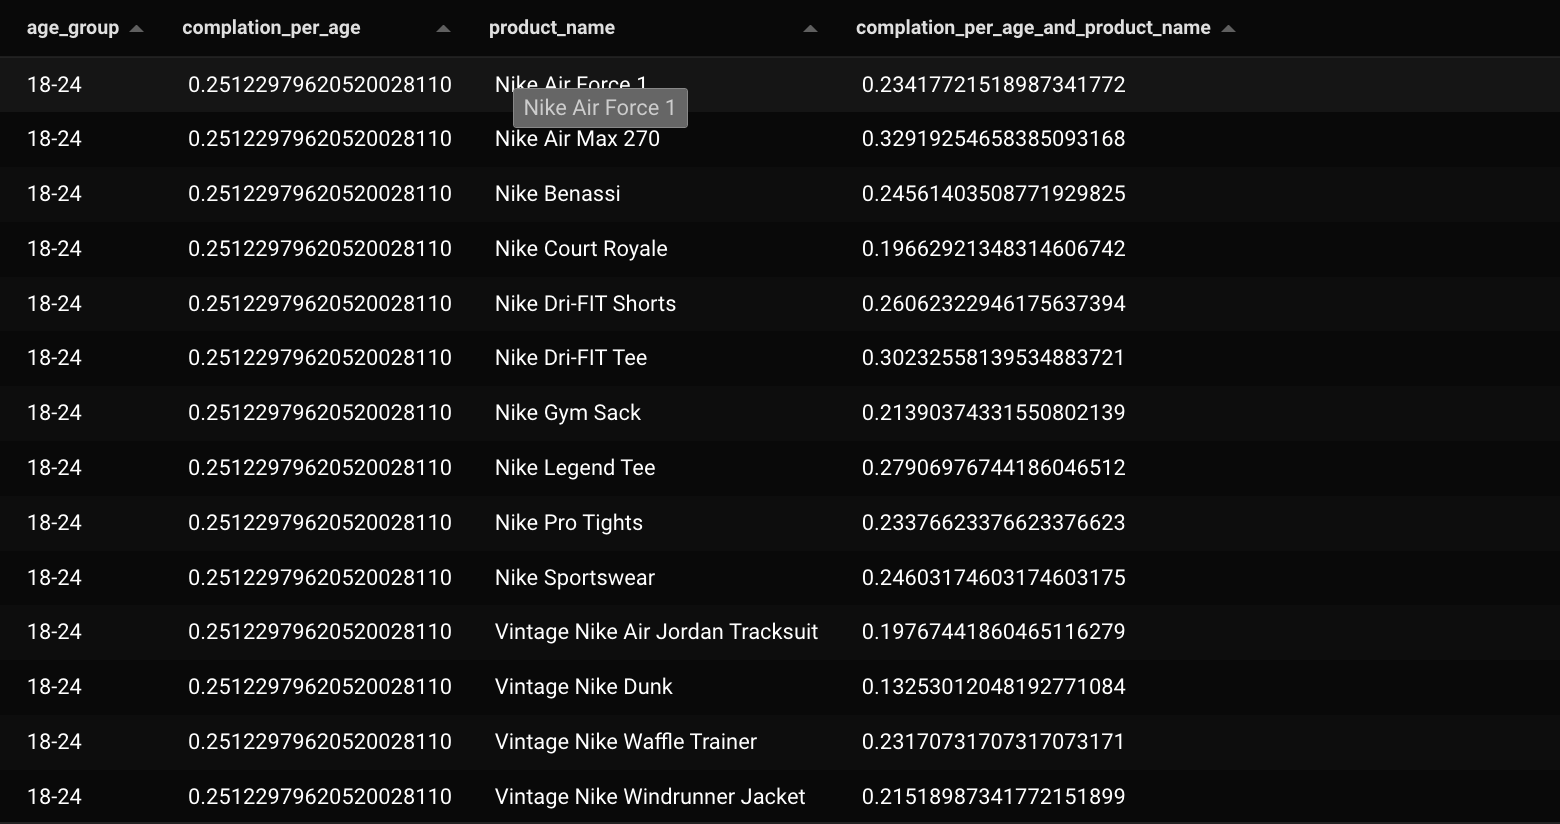 age_group complation_per_age product_name complation_per_age_and_product_name
18-24 0.25122979620520028110 Nike Air Force 1 0.23417721518987341772
Nike Air Force 1
18-24 0.25122979620520028110 Nike Air Max 270 0.32919254658385093168
18-24 0.25122979620520028110 Nike Benassi 0.24561403508771929825
18-24 0.25122979620520028110 Nike Court Royale 0.19662921348314606742
18-24 0.25122979620520028110 Nike Dri-FIT Shorts 0.26062322946175637394
18-24 0.25122979620520028110 Nike Dri-FIT Tee 0.30232558139534883721
18-24 0.25122979620520028110 Nike Gym Sack 0.21390374331550802139
18-24 0.25122979620520028110 Nike Legend Tee 0.27906976744186046512
18-24 0.25122979620520028110 Nike Pro Tights 0.23376623376623376623
18-24 0.25122979620520028110 Nike Sportswear 0.24603174603174603175
18-24 0.25122979620520028110 Vintage Nike Air Jordan Tracksuit 0.19767441860465116279
18-24 0.25122979620520028110 Vintage Nike Dunk 0.13253012048192771084
18-24 0.25122979620520028110 Vintage Nike Waffle Trainer 0.23170731707317073171
18-24 0.25122979620520028110 Vintage Nike Windrunner Jacket 0.21518987341772151899